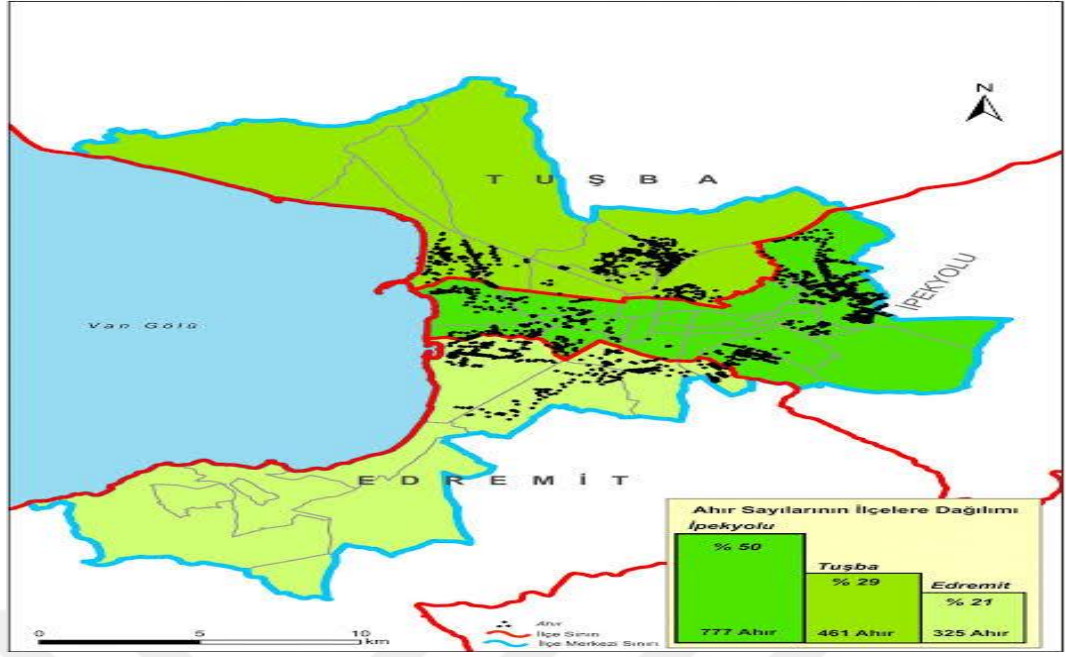 N
T U Ş B A
İPEKYOLU
Van Gölü
E D R E M İ T
Ahır Sayılarının İlçelere Dağılımı
İpekyolu
% 50
777 Ahır
Tuşba
% 29
461 Ahır
Edremit
% 21
325 Ahır
0 5 10
km
Ahır
İlçe Sınırı
İlçe Merkezi Sınırı